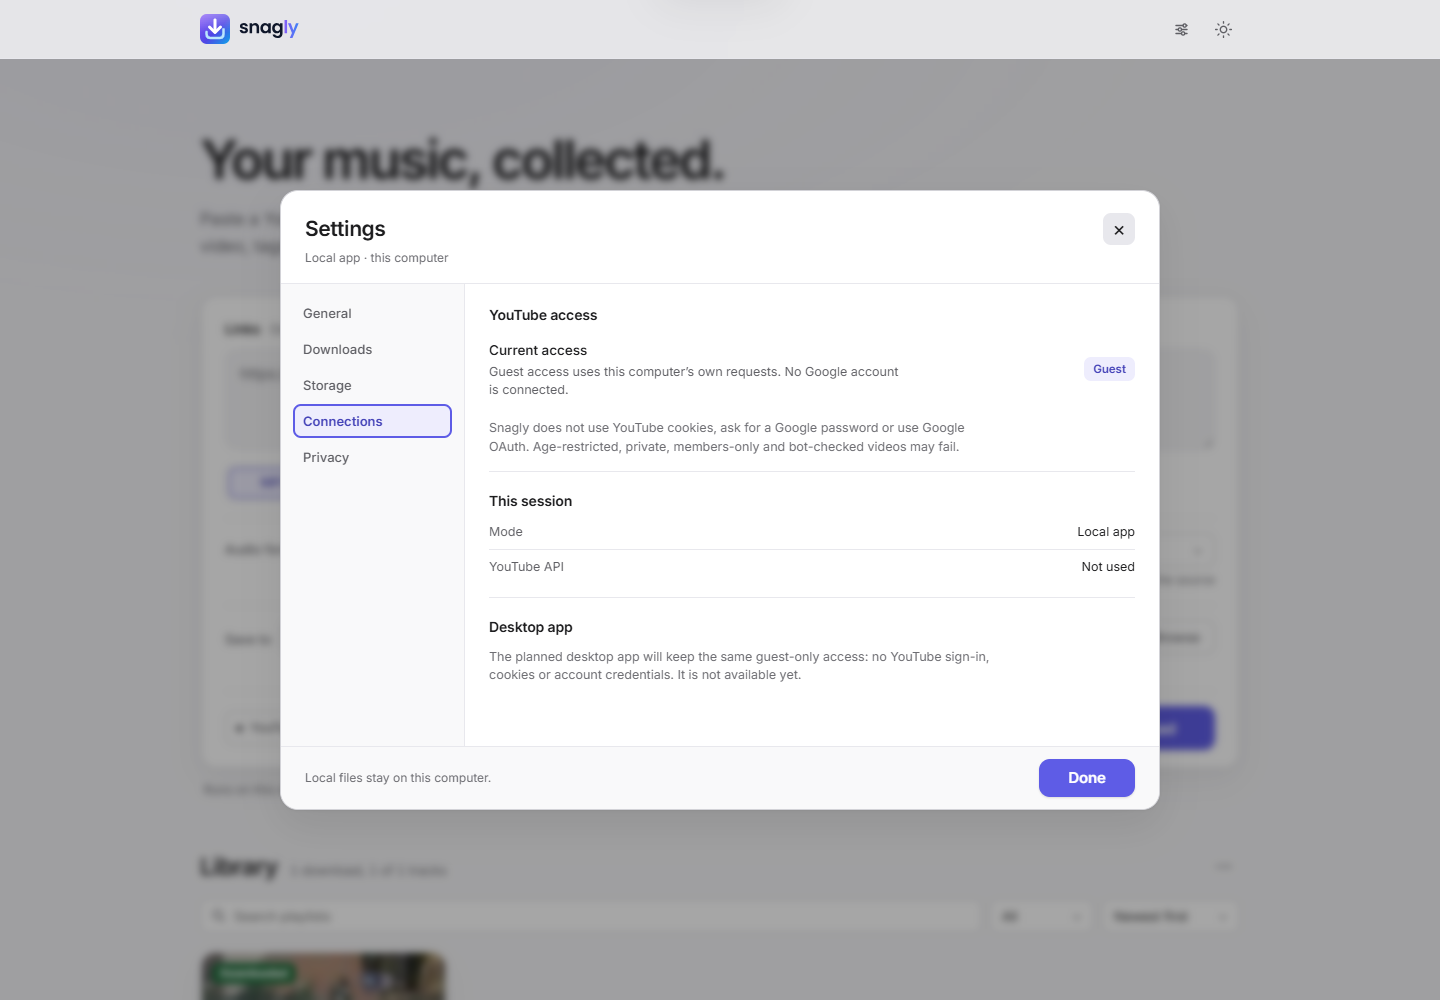 snagly
Your music, collected.
Settings
Local app · this computer
General
Downloads
Storage
Connections
Privacy
YouTube access
Current access
Guest access uses this computer’s own requests. No Google account
is connected.
Guest
Snagly does not use YouTube cookies, ask for a Google password or use Google
OAuth. Age-restricted, private, members-only and bot-checked videos may fail.
This session
Mode
Local app
YouTube API
Not used
Desktop app
The planned desktop app will keep the same guest-only access: no YouTube sign-in,
cookies or account credentials. It is not available yet.
Local files stay on this computer.
Done
Library
Search playlists
All
Newest first